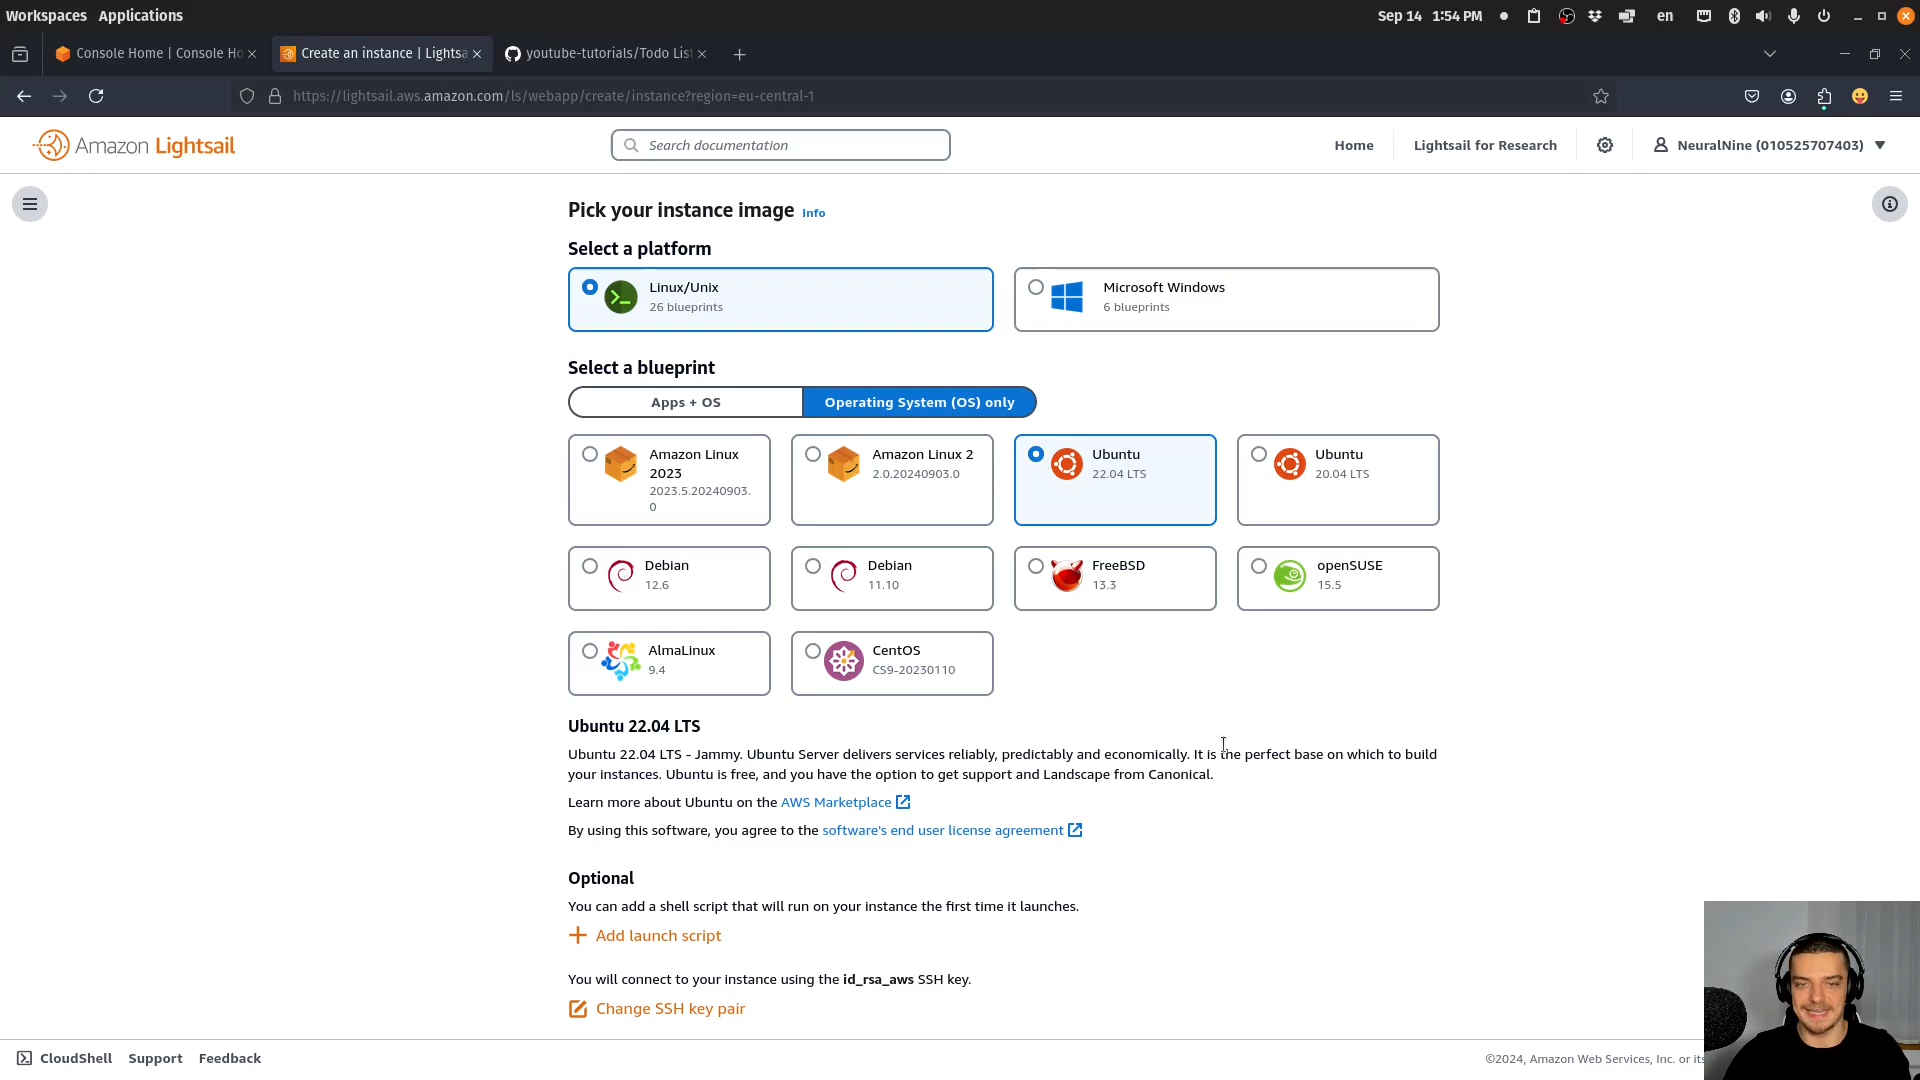 Workspaces Applications Sep 14 1:54 PM en
Console Home | Console Ho Create an instance | Lightsa youtube-tutorials/Todo List
https://lightsail.aws.amazon.com/ls/webapp/create/instance?region=eu-central-1
Amazon Lightsail Search documentation Home Lightsail for Research NeuralNine (010525707403)
Pick your instance image Info
Select a platform
Linux/Unix
26 blueprints
Microsoft Windows
6 blueprints
Select a blueprint
Apps + OS Operating System (OS) only
Amazon Linux
2023
2023.5.20240903.
0
Amazon Linux 2
2.0.20240903.0
Ubuntu
22.04 LTS
Ubuntu
20.04 LTS
Debian
12.6
Debian
11.10
FreeBSD
13.3
openSUSE
15.5
AlmaLinux
9.4
CentOS
CS9-20230110
Ubuntu 22.04 LTS
Ubuntu 22.04 LTS - Jammy. Ubuntu Server delivers services reliably, predictably and economically. It is the perfect base on which to build
your instances. Ubuntu is free, and you have the option to get support and Landscape from Canonical.
Learn more about Ubuntu on the AWS Marketplace
By using this software, you agree to the software's end user license agreement
Optional
You can add a shell script that will run on your instance the first time it launches.
Add launch script
You will connect to your instance using the id_rsa_aws SSH key.
Change SSH key pair
CloudShell Support Feedback ©2024, Amazon Web Services, Inc. or its